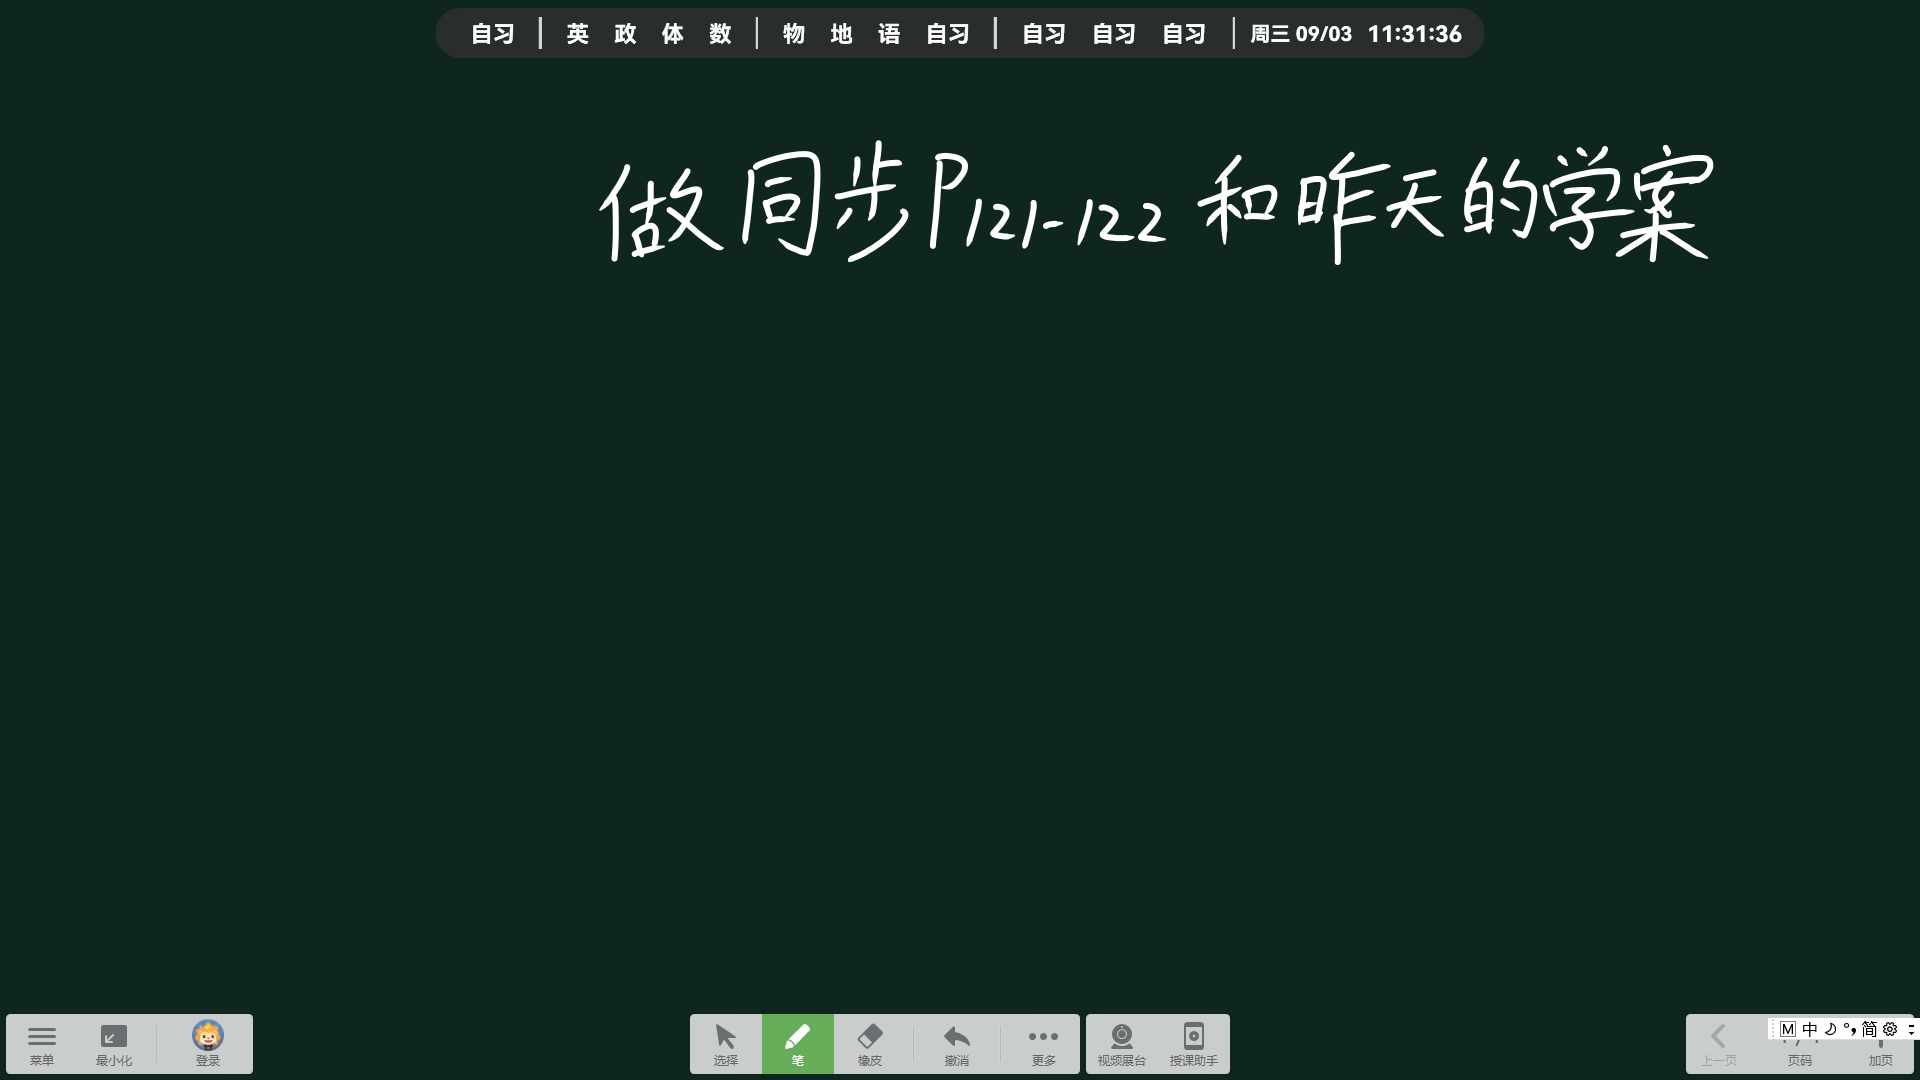 自习 | 英 政 体 数 | 物 地 语 自习 | 自习 自习 自习 | 周三 09/03 11:31:36
做同步P121-122 和昨天的学案
菜单 最小化 登录 选择 笔 橡皮 撤消 更多 视频展台 授课助手 上一页 页码 加页
M 中 简